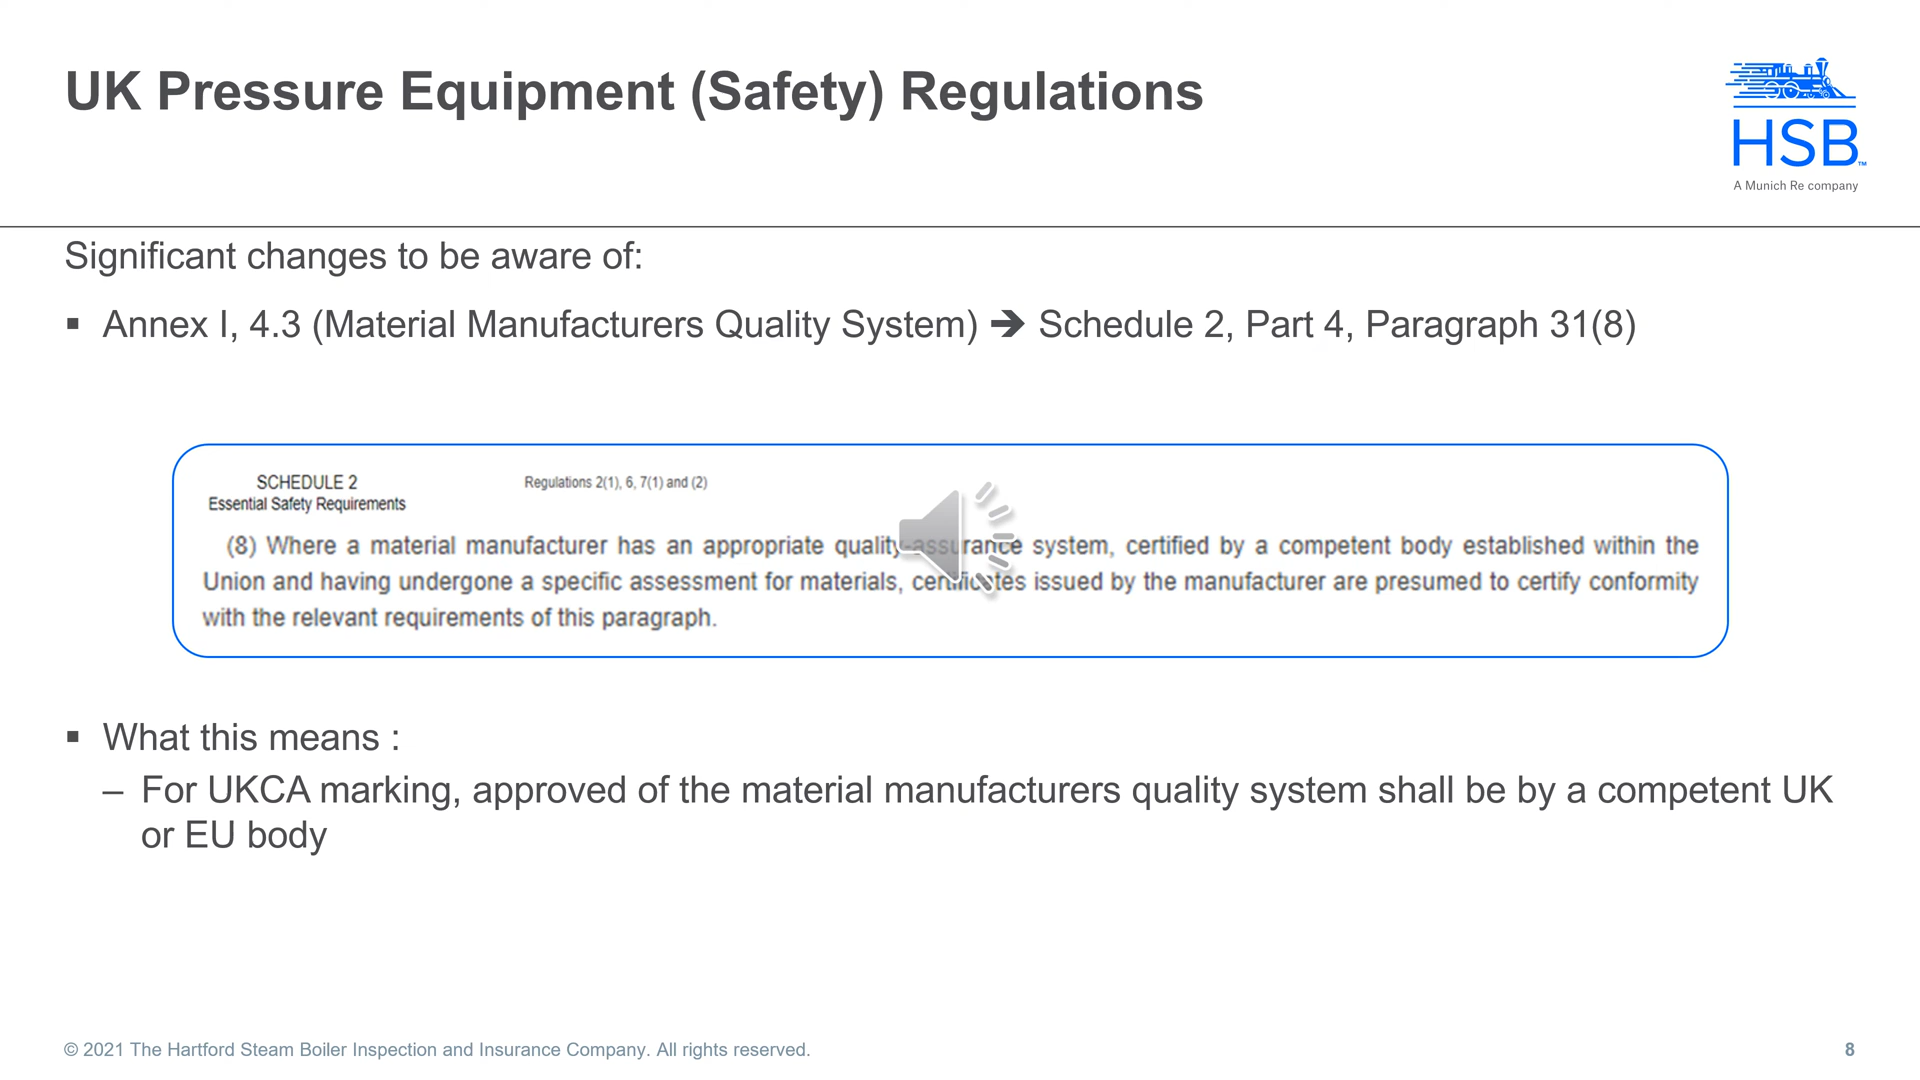 UK Pressure Equipment (Safety) Regulations
HSB™
A Munich Re company
Significant changes to be aware of:
▪ Annex I, 4.3 (Material Manufacturers Quality System) ➔ Schedule 2, Part 4, Paragraph 31(8)
SCHEDULE 2 Regulations 2(1), 6, 7(1) and (2)
Essential Safety Requirements
(8) Where a material manufacturer has an appropriate quality-assurance system, certified by a competent body established within the
Union and having undergone a specific assessment for materials, certificates issued by the manufacturer are presumed to certify conformity
with the relevant requirements of this paragraph.
▪ What this means :
– For UKCA marking, approved of the material manufacturers quality system shall be by a competent UK
or EU body
© 2021 The Hartford Steam Boiler Inspection and Insurance Company. All rights reserved.
8